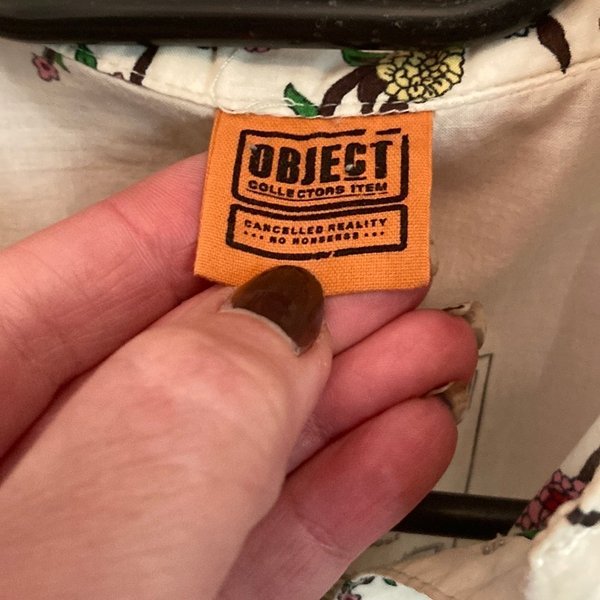 OBJECT
COLLECTORS ITEM
CANCELLED REALITY
••• NO NONSENSE •••